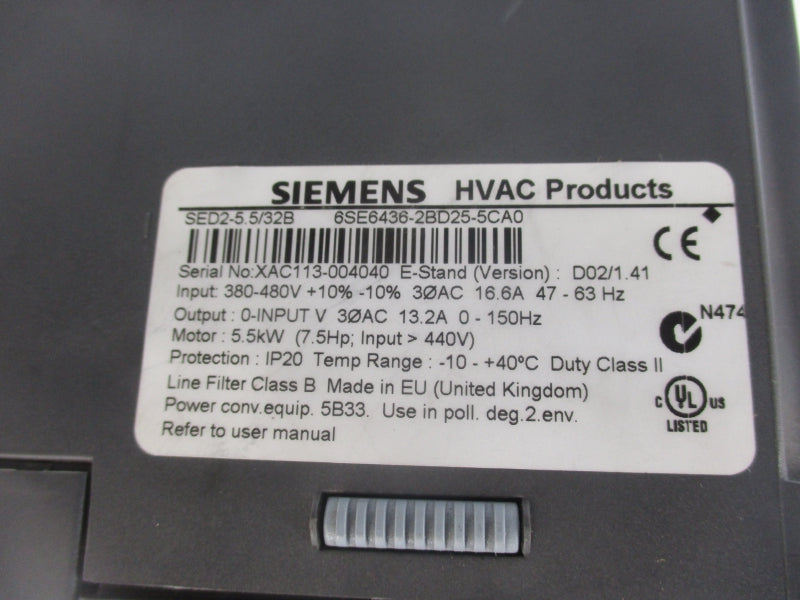 SIEMENS HVAC Products
SED2-5.5/32B 6SE6436-2BD25-5CA0
CE
Serial No:XAC113-004040 E-Stand (Version) : D02/1.41
Input: 380-480V +10% -10% 3ØAC 16.6A 47 - 63 Hz
Output : 0-INPUT V 3ØAC 13.2A 0 - 150Hz
N474
Motor : 5.5kW (7.5Hp; Input > 440V)
Protection : IP20 Temp Range : -10 - +40ºC Duty Class II
Line Filter Class B Made in EU (United Kingdom)
Power conv.equip. 5B33. Use in poll. deg.2.env.
Refer to user manual
C UL US
LISTED